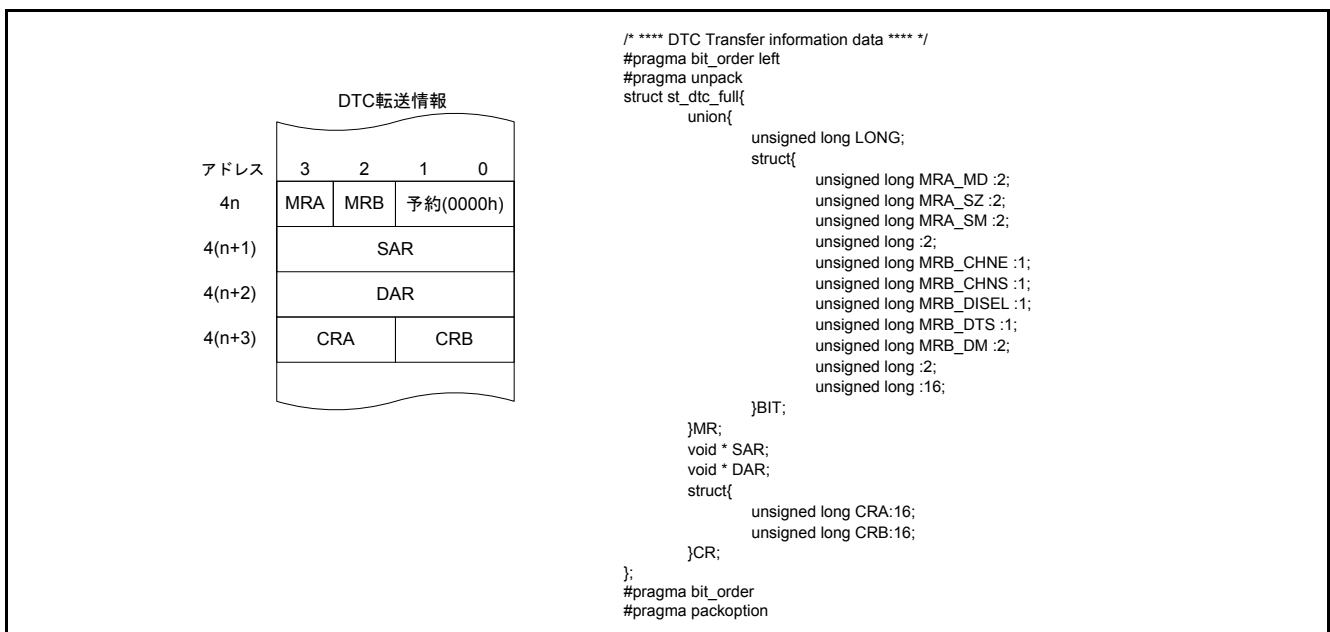 DTC転送情報
アドレス 3 2 1 0
4n MRA MRB 予約(0000h)
4(n+1) SAR
4(n+2) DAR
4(n+3) CRA CRB
/* **** DTC Transfer information data **** */
#pragma bit_order left
#pragma unpack
struct st_dtc_full{
union{
unsigned long LONG;
struct{
unsigned long MRA_MD :2;
unsigned long MRA_SZ :2;
unsigned long MRA_SM :2;
unsigned long :2;
unsigned long MRB_CHNE :1;
unsigned long MRB_CHNS :1;
unsigned long MRB_DISEL :1;
unsigned long MRB_DTS :1;
unsigned long MRB_DM :2;
unsigned long :2;
unsigned long :16;
}BIT;
}MR;
void * SAR;
void * DAR;
struct{
unsigned long CRA:16;
unsigned long CRB:16;
}CR;
};
#pragma bit_order
#pragma packoption